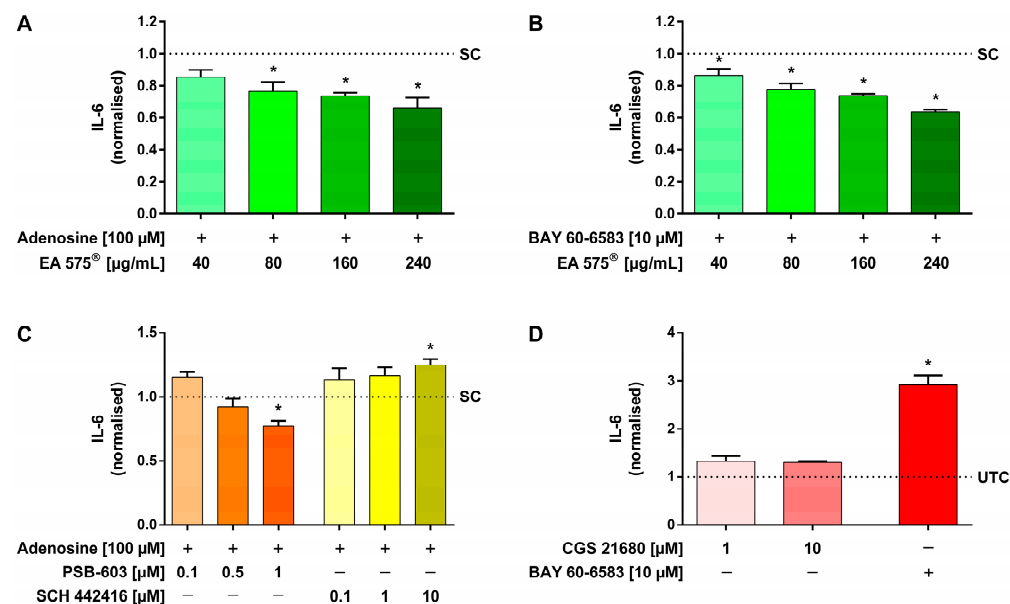 A
1.2
1.0
0.8
0.6
0.4
0.2
0.0
IL-6
(normalised)
SC
* * *
Adenosine [100 µM] + + + +
EA 575® [µg/mL] 40 80 160 240
B
1.2
1.0
0.8
0.6
0.4
0.2
0.0
IL-6
(normalised)
SC
* * * *
BAY 60-6583 [10 µM] + + + +
EA 575® [µg/mL] 40 80 160 240
C
1.5
1.0
0.5
0.0
IL-6
(normalised)
SC
* *
Adenosine [100 µM] + + + + + +
PSB-603 [µM] 0.1 0.5 1 − − −
SCH 442416 [µM] − − − 0.1 1 10
D
4
3
2
1
0
IL-6
(normalised)
UTC
*
CGS 21680 [µM] 1 10 −
BAY 60-6583 [10 µM] − − +